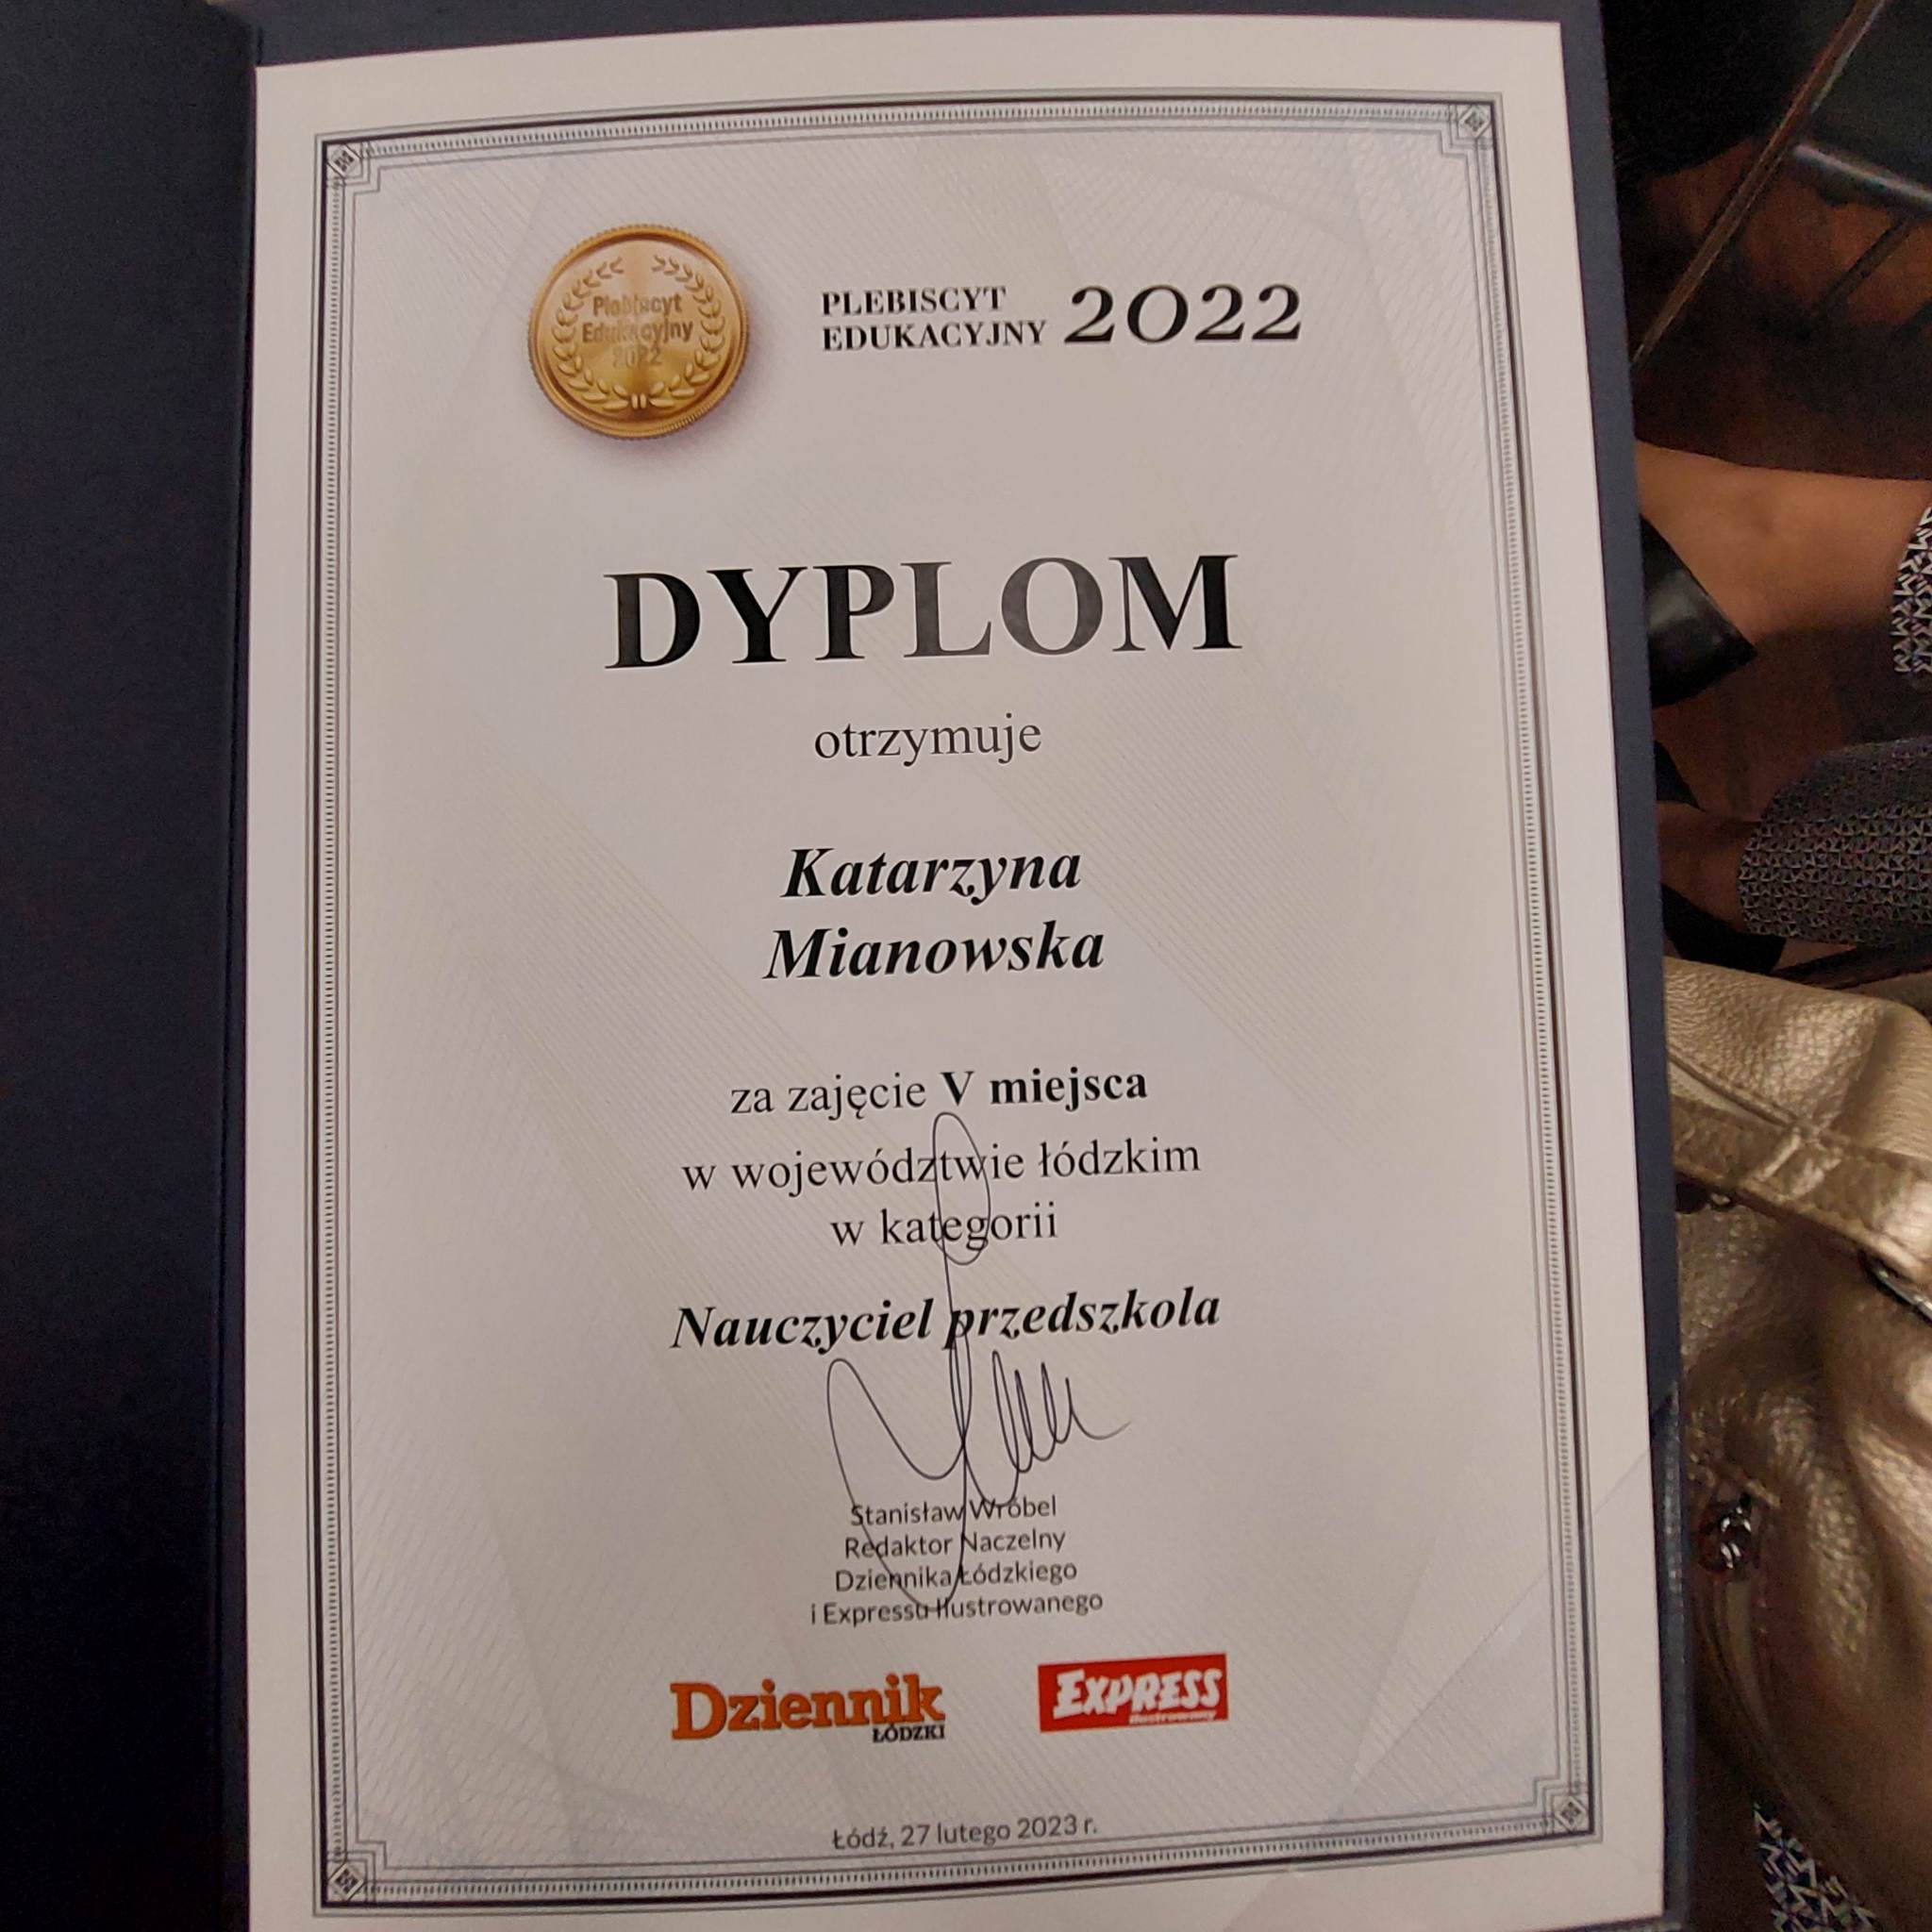 Plebiscyt
Edukacyjny
2022
PLEBISCYT
EDUKACYJNY 2022
DYPLOM
otrzymuje
Katarzyna
Mianowska
za zajęcie V miejsca
w województwie łódzkim
w kategorii
Nauczyciel przedszkola
Stanisław Wróbel
Redaktor Naczelny
Dziennika Łódzkiego
i Expressu Ilustrowanego
Dziennik
ŁÓDZKI
EXPRESS
Ilustrowany
Łódź, 27 lutego 2023 r.